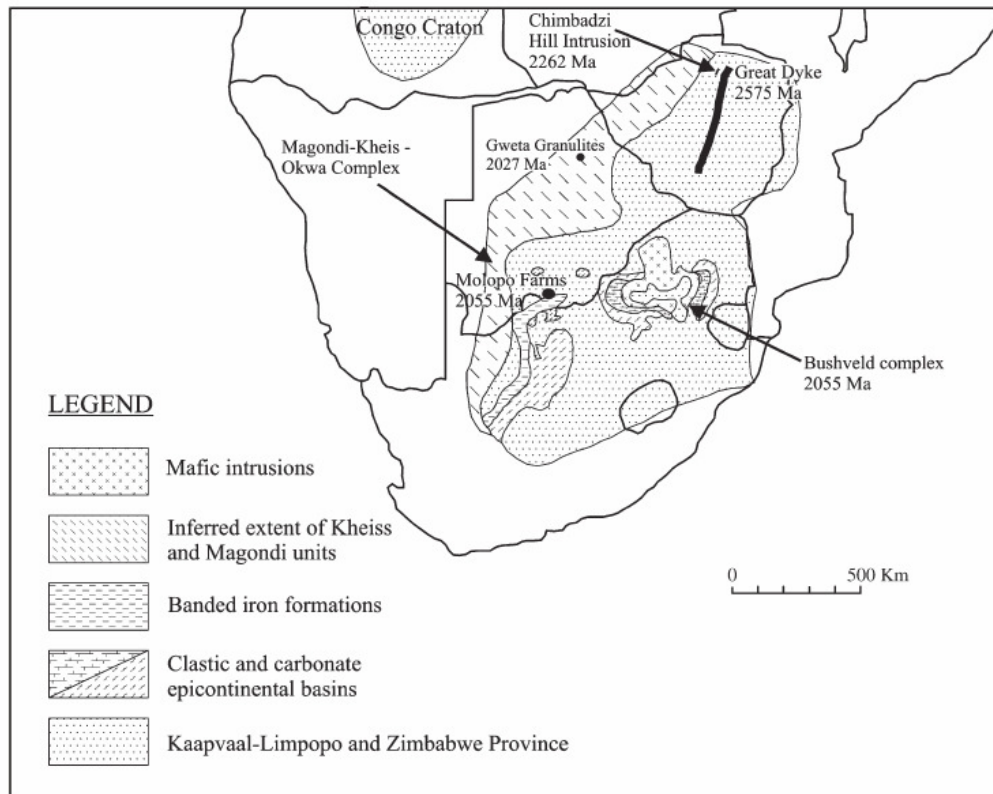 Congo Craton
Chimbadzi
Hill Intrusion
2262 Ma
Great Dyke
2575 Ma
Magondi-Kheis -
Okwa Complex
Gweta Granulites
2027 Ma
Molopo Farms
2055 Ma
Bushveld complex
2055 Ma
LEGEND
Mafic intrusions
Inferred extent of Kheiss
and Magondi units
Banded iron formations
Clastic and carbonate
epicontinental basins
Kaapvaal-Limpopo and Zimbabwe Province
0 500 Km